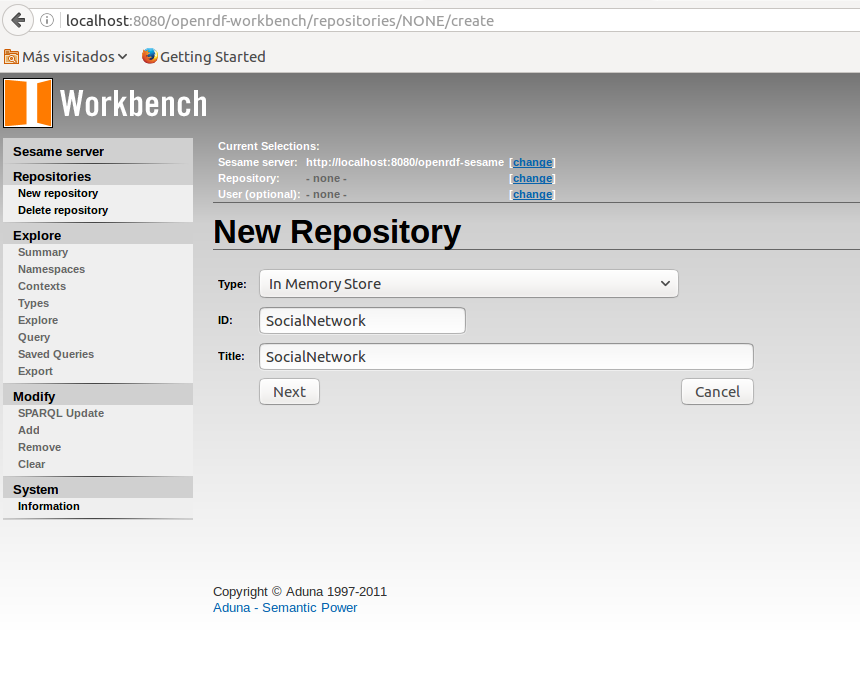 localhost:8080/openrdf-workbench/repositories/NONE/create
Más visitados Getting Started
Workbench
Sesame server
Repositories
New repository
Delete repository
Explore
Summary
Namespaces
Contexts
Types
Explore
Query
Saved Queries
Export
Modify
SPARQL Update
Add
Remove
Clear
System
Information
Current Selections:
Sesame server: http://localhost:8080/openrdf-sesame [change]
Repository: - none - [change]
User (optional): - none - [change]
New Repository
Type: In Memory Store
ID: SocialNetwork
Title: SocialNetwork
Next Cancel
Copyright © Aduna 1997-2011
Aduna - Semantic Power